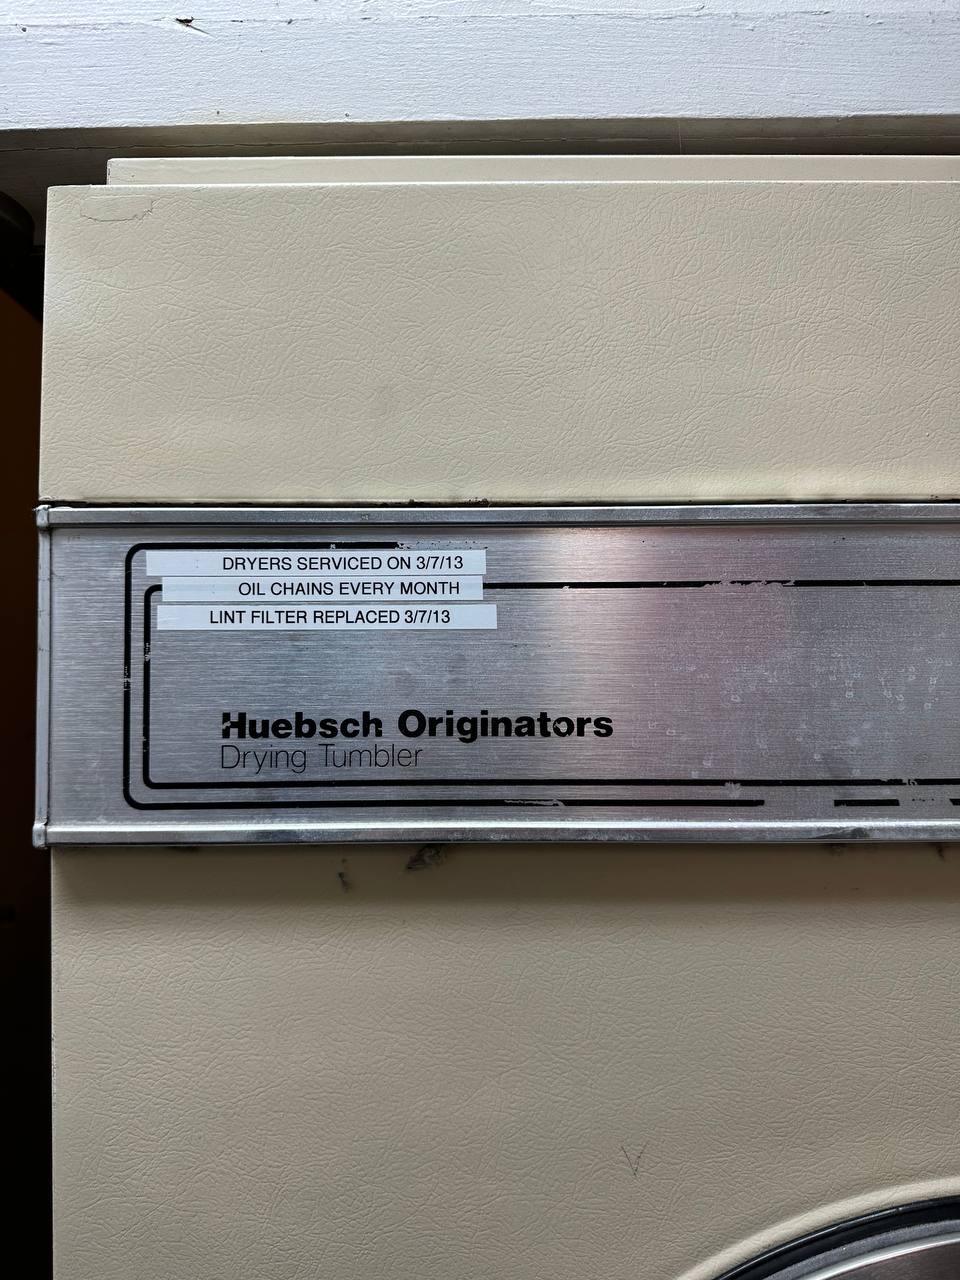 DRYERS SERVICED ON 3/7/13
OIL CHAINS EVERY MONTH
LINT FILTER REPLACED 3/7/13
Huebsch Originators
Drying Tumbler